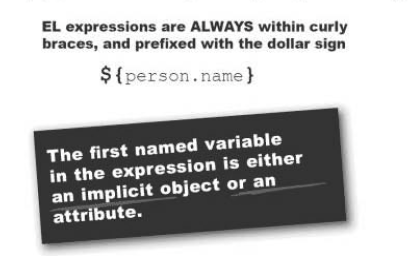 EL expressions are ALWAYS within curly
braces, and prefixed with the dollar sign
${person.name}
The first named variable
in the expression is either
an implicit object or an
attribute.